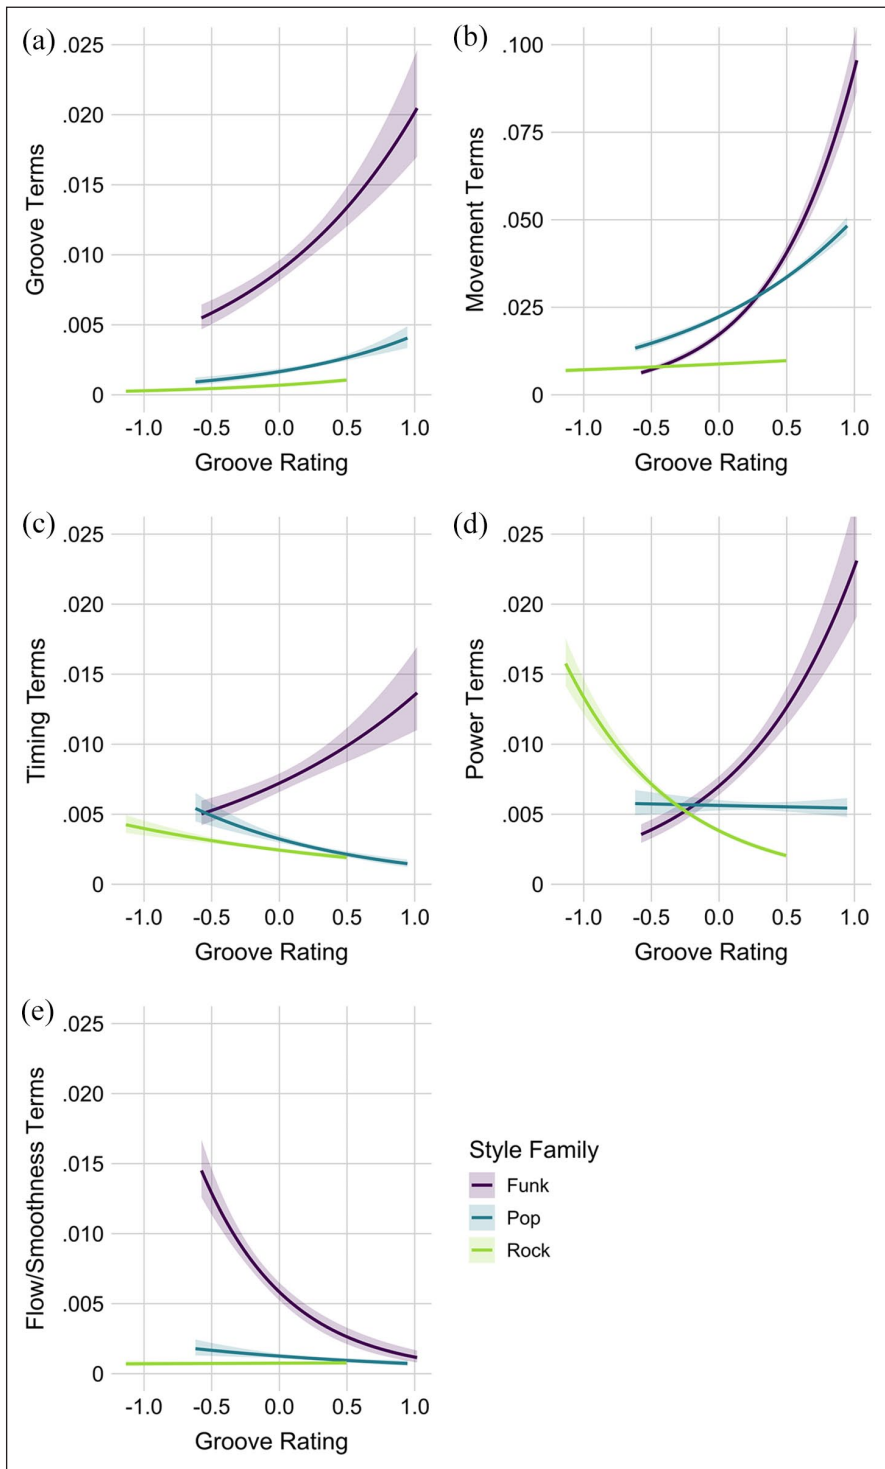 (a)
.025
.020
.015
.010
.005
0
Groove Terms
-1.0 -0.5 0.0 0.5 1.0
Groove Rating
(b)
.100
.075
.050
.025
0
Movement Terms
-1.0 -0.5 0.0 0.5 1.0
Groove Rating
(c)
.025
.020
.015
.010
.005
0
Timing Terms
-1.0 -0.5 0.0 0.5 1.0
Groove Rating
(d)
.025
.020
.015
.010
.005
0
Power Terms
-1.0 -0.5 0.0 0.5 1.0
Groove Rating
(e)
.025
.020
.015
.010
.005
0
Flow/Smoothness Terms
-1.0 -0.5 0.0 0.5 1.0
Groove Rating
Style Family
Funk
Pop
Rock